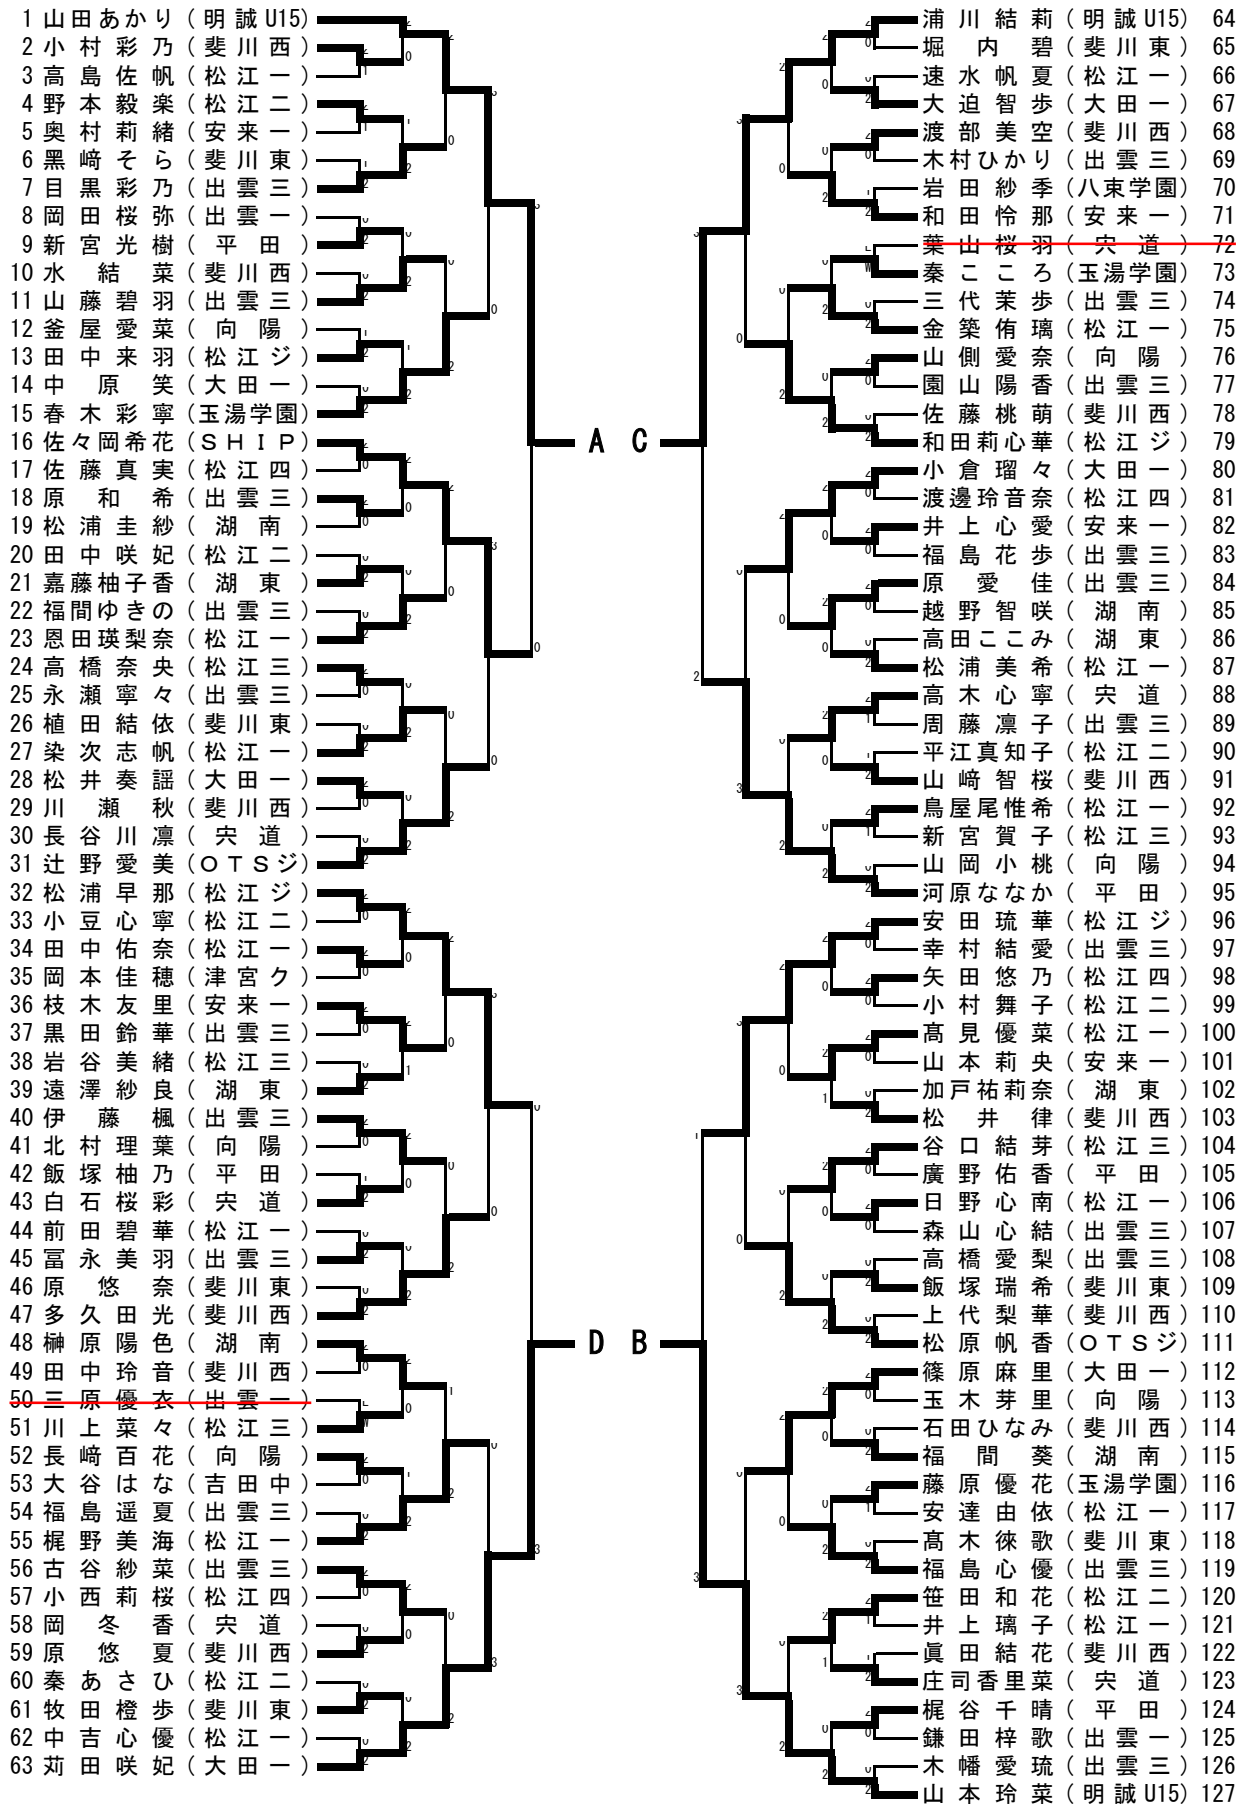 1 山田あかり (明誠U15)
2 小村彩乃 (斐川西)
3 高島佐帆 (松江一)
4 野本毅楽 (松江二)
5 奥村莉緒 (安来一)
6 黒﨑そら (斐川東)
7 目黒彩乃 (出雲三)
8 岡田桜弥 (出雲一)
9 新宮光樹 (平田)
10 水結菜 (斐川西)
11 山藤碧羽 (出雲三)
12 釜屋愛菜 (向陽)
13 田中来羽 (松江ジ)
14 中原笑 (大田一)
15 春木彩寧 (玉湯学園)
16 佐々岡希花 (SHIP)
17 佐藤真実 (松江四)
18 原和希 (出雲三)
19 松浦圭紗 (湖南)
20 田中咲妃 (松江二)
21 嘉藤柚子香 (湖東)
22 福間ゆきの (出雲三)
23 恩田瑛梨奈 (松江一)
24 高橋奈央 (松江三)
25 永瀬寧々 (出雲三)
26 植田結依 (斐川東)
27 染次志帆 (松江一)
28 松井奏謡 (大田一)
29 川瀬秋 (斐川西)
30 長谷川凛 (宍道)
31 辻野愛美 (OTSジ)
32 松浦早那 (松江ジ)
33 小豆心寧 (松江二)
34 田中佑奈 (松江一)
35 岡本佳穂 (津宮ク)
36 枝木友里 (安来一)
37 黒田鈴華 (出雲三)
38 岩谷美緒 (松江三)
39 遠澤紗良 (湖東)
40 伊藤楓 (出雲三)
41 北村理葉 (向陽)
42 飯塚柚乃 (平田)
43 白石桜彩 (宍道)
44 前田碧華 (松江一)
45 冨永美羽 (出雲三)
46 原悠奈 (斐川東)
47 多久田光 (斐川西)
48 榊原陽色 (湖南)
49 田中玲音 (斐川西)
50 三原優衣 (出雲一)
51 川上菜々 (松江三)
52 長﨑百花 (向陽)
53 大谷はな (吉田中)
54 福島遥夏 (出雲三)
55 梶野美海 (松江一)
56 古谷紗菜 (出雲三)
57 小西莉桜 (松江四)
58 岡冬香 (宍道)
59 原悠夏 (斐川西)
60 秦あさひ (松江二)
61 牧田橙歩 (斐川東)
62 中吉心優 (松江一)
63 苅田咲妃 (大田一)
A C
D B
浦川結莉 (明誠U15) 64
堀内碧 (斐川東) 65
速水帆夏 (松江一) 66
大迫智歩 (大田一) 67
渡部美空 (斐川西) 68
木村ひかり (出雲三) 69
岩田紗季 (八束学園) 70
和田怜那 (安来一) 71
葉山桜羽 (宍道) 72
秦こころ (玉湯学園) 73
三代茉歩 (出雲三) 74
金築侑璃 (松江一) 75
山側愛奈 (向陽) 76
園山陽香 (出雲三) 77
佐藤桃萌 (斐川西) 78
和田莉心華 (松江ジ) 79
小倉瑠々 (大田一) 80
渡邊玲音奈 (松江四) 81
井上心愛 (安来一) 82
福島花歩 (出雲三) 83
原愛佳 (出雲三) 84
越野智咲 (湖南) 85
高田ここみ (湖東) 86
松浦美希 (松江一) 87
高木心寧 (宍道) 88
周藤凛子 (出雲三) 89
平江真知子 (松江二) 90
山﨑智桜 (斐川西) 91
鳥屋尾惟希 (松江一) 92
新宮賀子 (松江三) 93
山岡小桃 (向陽) 94
河原ななか (平田) 95
安田琉華 (松江ジ) 96
幸村結愛 (出雲三) 97
矢田悠乃 (松江四) 98
小村舞子 (松江二) 99
髙見優菜 (松江一) 100
山本莉央 (安来一) 101
加戸祐莉奈 (湖東) 102
松井律 (斐川西) 103
谷口結芽 (松江三) 104
廣野佑香 (平田) 105
日野心南 (松江一) 106
森山心結 (出雲三) 107
高橋愛梨 (出雲三) 108
飯塚瑞希 (斐川東) 109
上代梨華 (斐川西) 110
松原帆香 (OTSジ) 111
篠原麻里 (大田一) 112
玉木芽里 (向陽) 113
石田ひなみ (斐川西) 114
福間葵 (湖南) 115
藤原優花 (玉湯学園) 116
安達由依 (松江一) 117
髙木徠歌 (斐川東) 118
福島心優 (出雲三) 119
笹田和花 (松江二) 120
井上璃子 (松江一) 121
眞田結花 (斐川西) 122
庄司香里菜 (宍道) 123
梶谷千晴 (平田) 124
鎌田梓歌 (出雲一) 125
木幡愛琉 (出雲三) 126
山本玲菜 (明誠U15) 127